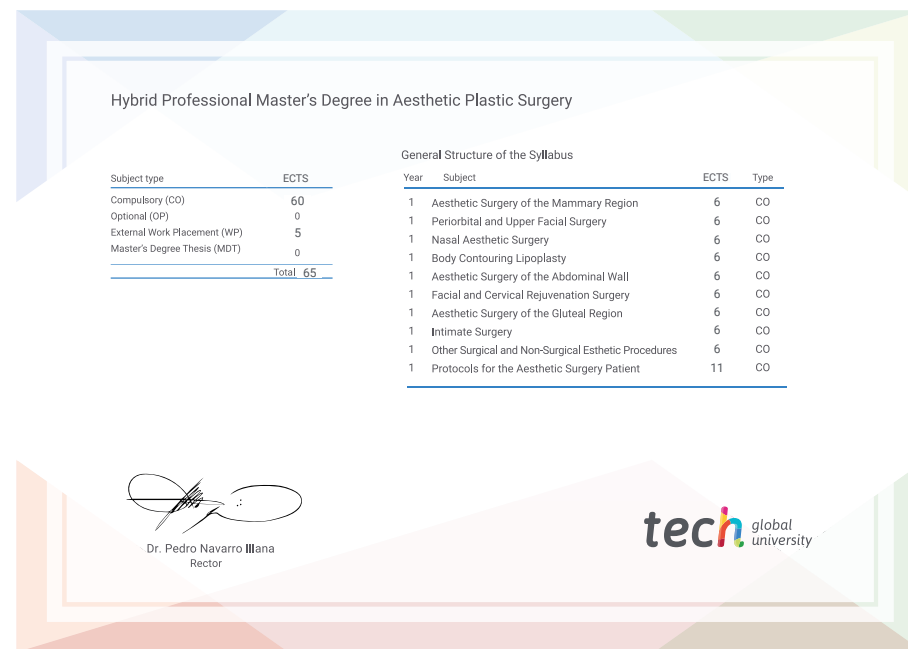 Hybrid Professional Master's Degree in Aesthetic Plastic Surgery
Subject type ECTS
Compulsory (CO) 60
Optional (OP) 0
External Work Placement (WP) 5
Master's Degree Thesis (MDT) 0
Total 65
General Structure of the Syllabus
Year Subject ECTS Type
1 Aesthetic Surgery of the Mammary Region 6 CO
1 Periorbital and Upper Facial Surgery 6 CO
1 Nasal Aesthetic Surgery 6 CO
1 Body Contouring Lipoplasty 6 CO
1 Aesthetic Surgery of the Abdominal Wall 6 CO
1 Facial and Cervical Rejuvenation Surgery 6 CO
1 Aesthetic Surgery of the Gluteal Region 6 CO
1 Intimate Surgery 6 CO
1 Other Surgical and Non-Surgical Esthetic Procedures 6 CO
1 Protocols for the Aesthetic Surgery Patient 11 CO
Dr. Pedro Navarro Illana
Rector
tech global
university